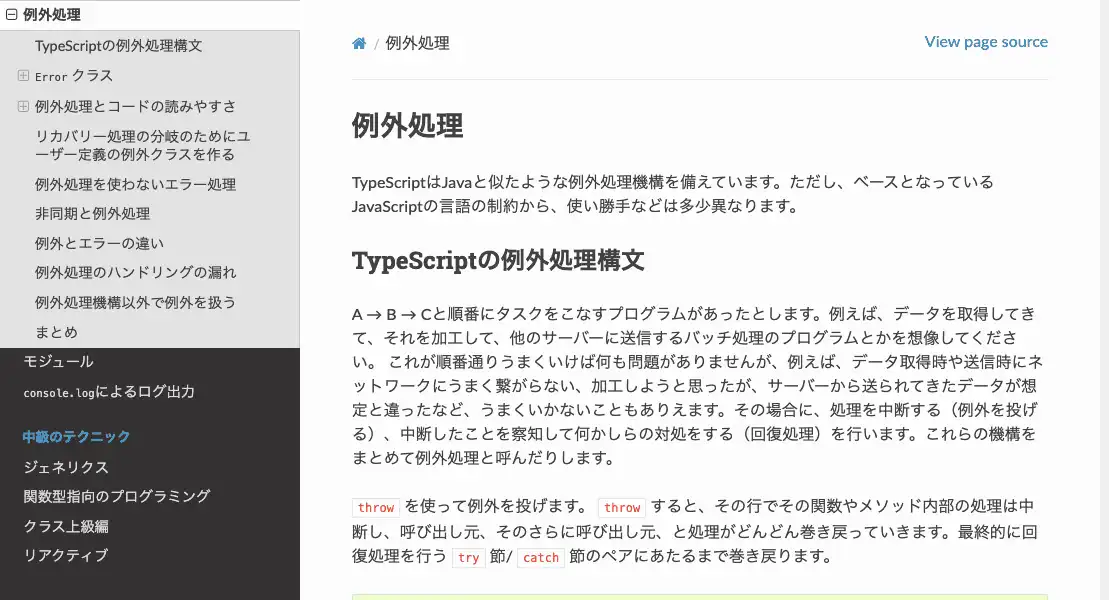 例外処理
TypeScriptの例外処理構文
Error クラス
例外処理とコードの読みやすさ
リカバリー処理の分岐のためにユ
ーザー定義の例外クラスを作る
例外処理を使わないエラー処理
非同期と例外処理
例外とエラーの違い
例外処理のハンドリングの漏れ
例外処理機構以外で例外を扱う
まとめ
モジュール
console.logによるログ出力
中級のテクニック
ジェネリクス
関数型指向のプログラミング
クラス上級編
リアクティブ
/ 例外処理
View page source
例外処理
TypeScriptはJavaと似たような例外処理機構を備えています。ただし、ベースとなっている
JavaScriptの言語の制約から、使い勝手などは多少異なります。
TypeScriptの例外処理構文
A → B → Cと順番にタスクをこなすプログラムがあったとします。例えば、データを取得してき
て、それを加工して、他のサーバーに送信するバッチ処理のプログラムとかを想像してくださ
い。 これが順番通りうまくいけば何も問題がありませんが、例えば、データ取得時や送信時にネ
ットワークにうまく繋がらない、加工しようと思ったが、サーバーから送られてきたデータが想
定と違ったなど、うまくいかないこともありえます。その場合に、処理を中断する（例外を投げ
る）、中断したことを察知して何かしらの対処をする（回復処理）を行います。これらの機構を
まとめて例外処理と呼んだりします。
throw を使って例外を投げます。 throw すると、その行でその関数やメソッド内部の処理は中
断し、呼び出し元、そのさらに呼び出し元、と処理がどんどん巻き戻っていきます。最終的に回
復処理を行う try 節/ catch 節のペアにあたるまで巻き戻ります。